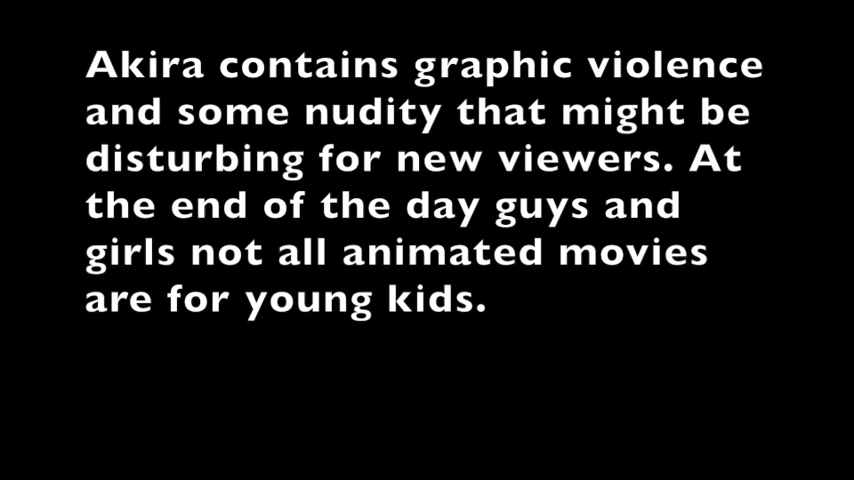 Akira contains graphic violence
and some nudity that might be
disturbing for new viewers. At
the end of the day guys and
girls not all animated movies
are for young kids.